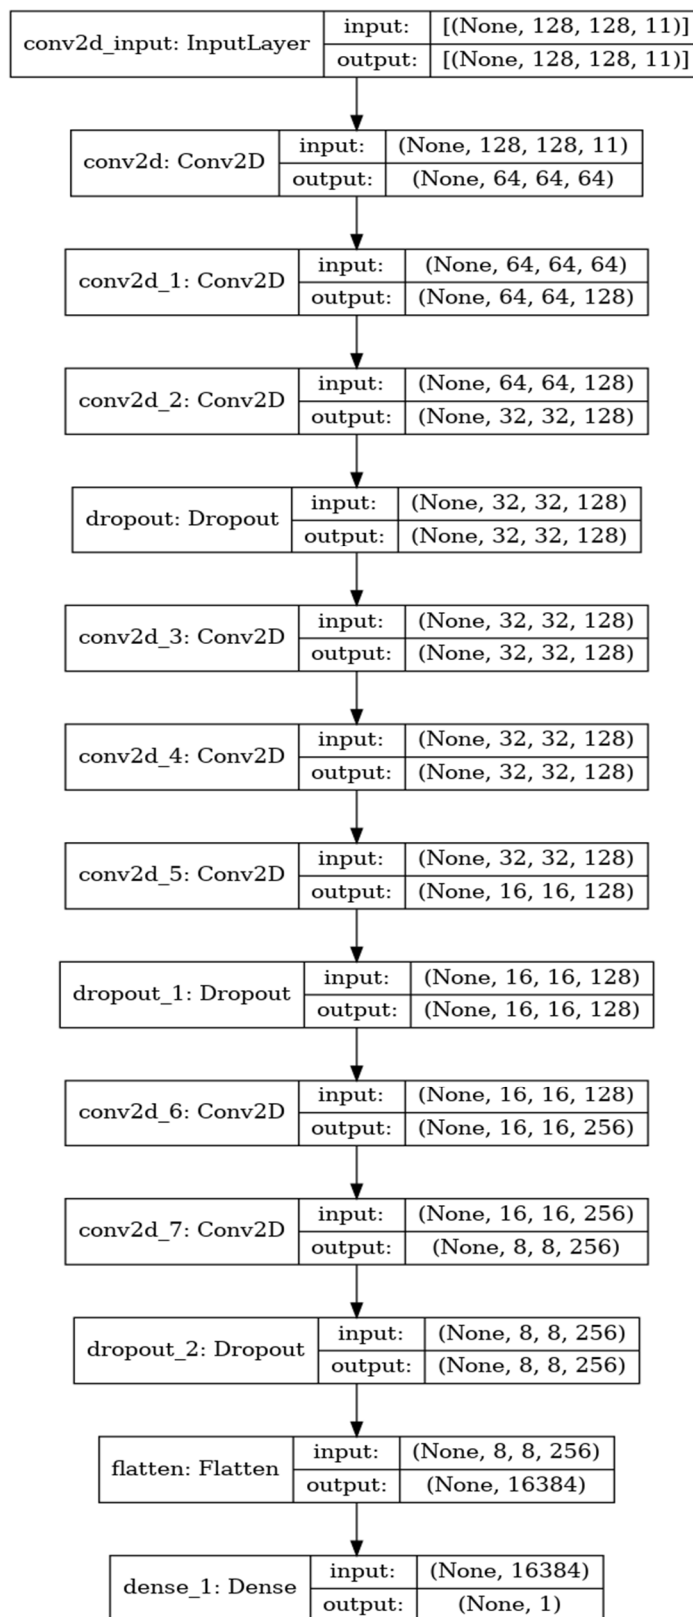 conv2d_input: InputLayer
input: [(None, 128, 128, 11)]
output: [(None, 128, 128, 11)]
conv2d: Conv2D
input: (None, 128, 128, 11)
output: (None, 64, 64, 64)
conv2d_1: Conv2D
input: (None, 64, 64, 64)
output: (None, 64, 64, 128)
conv2d_2: Conv2D
input: (None, 64, 64, 128)
output: (None, 32, 32, 128)
dropout: Dropout
input: (None, 32, 32, 128)
output: (None, 32, 32, 128)
conv2d_3: Conv2D
input: (None, 32, 32, 128)
output: (None, 32, 32, 128)
conv2d_4: Conv2D
input: (None, 32, 32, 128)
output: (None, 32, 32, 128)
conv2d_5: Conv2D
input: (None, 32, 32, 128)
output: (None, 16, 16, 128)
dropout_1: Dropout
input: (None, 16, 16, 128)
output: (None, 16, 16, 128)
conv2d_6: Conv2D
input: (None, 16, 16, 128)
output: (None, 16, 16, 256)
conv2d_7: Conv2D
input: (None, 16, 16, 256)
output: (None, 8, 8, 256)
dropout_2: Dropout
input: (None, 8, 8, 256)
output: (None, 8, 8, 256)
flatten: Flatten
input: (None, 8, 8, 256)
output: (None, 16384)
dense_1: Dense
input: (None, 16384)
output: (None, 1)